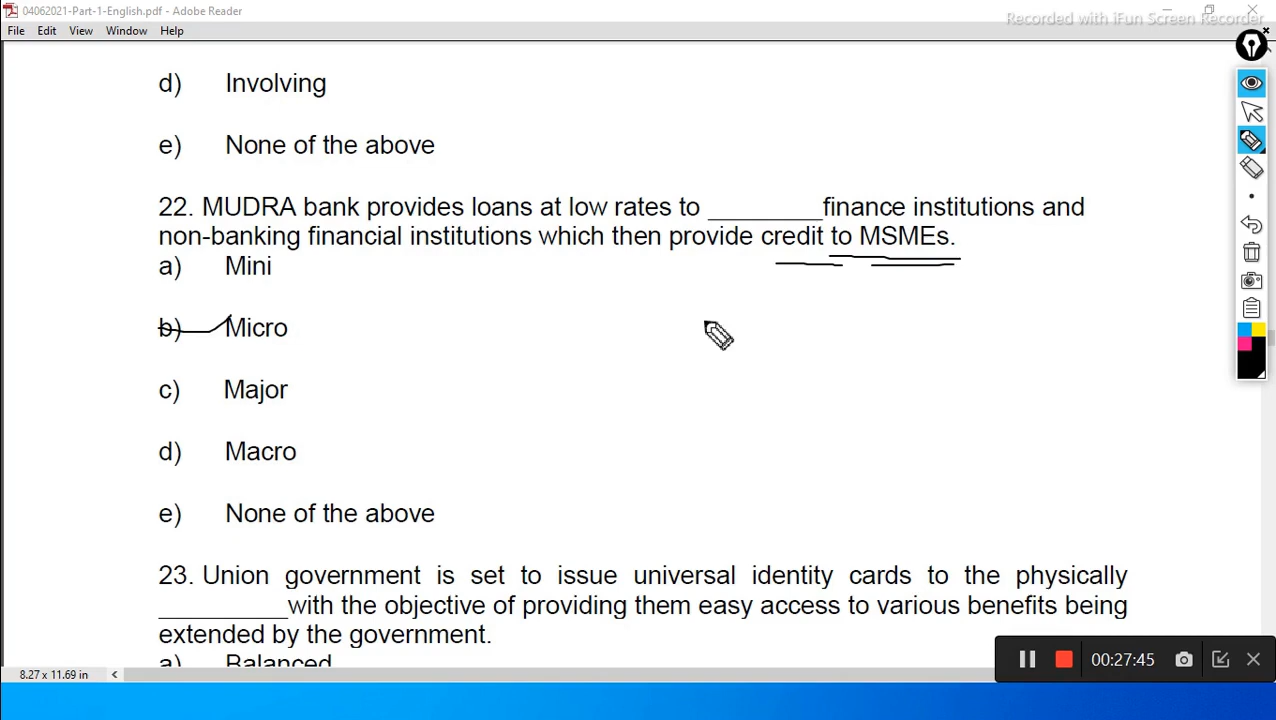 04062021-Part-1-English.pdf - Adobe Reader
Recorded with iFun Screen Recorder
File Edit View Window Help
d) Involving
e) None of the above
22. MUDRA bank provides loans at low rates to ________finance institutions and
non-banking financial institutions which then provide credit to MSMEs.
a) Mini
b) Micro
c) Major
d) Macro
e) None of the above
23. Union government is set to issue universal identity cards to the physically
_________with the objective of providing them easy access to various benefits being
extended by the government.
a) Balanced
8.27 x 11.69 in
00:27:45